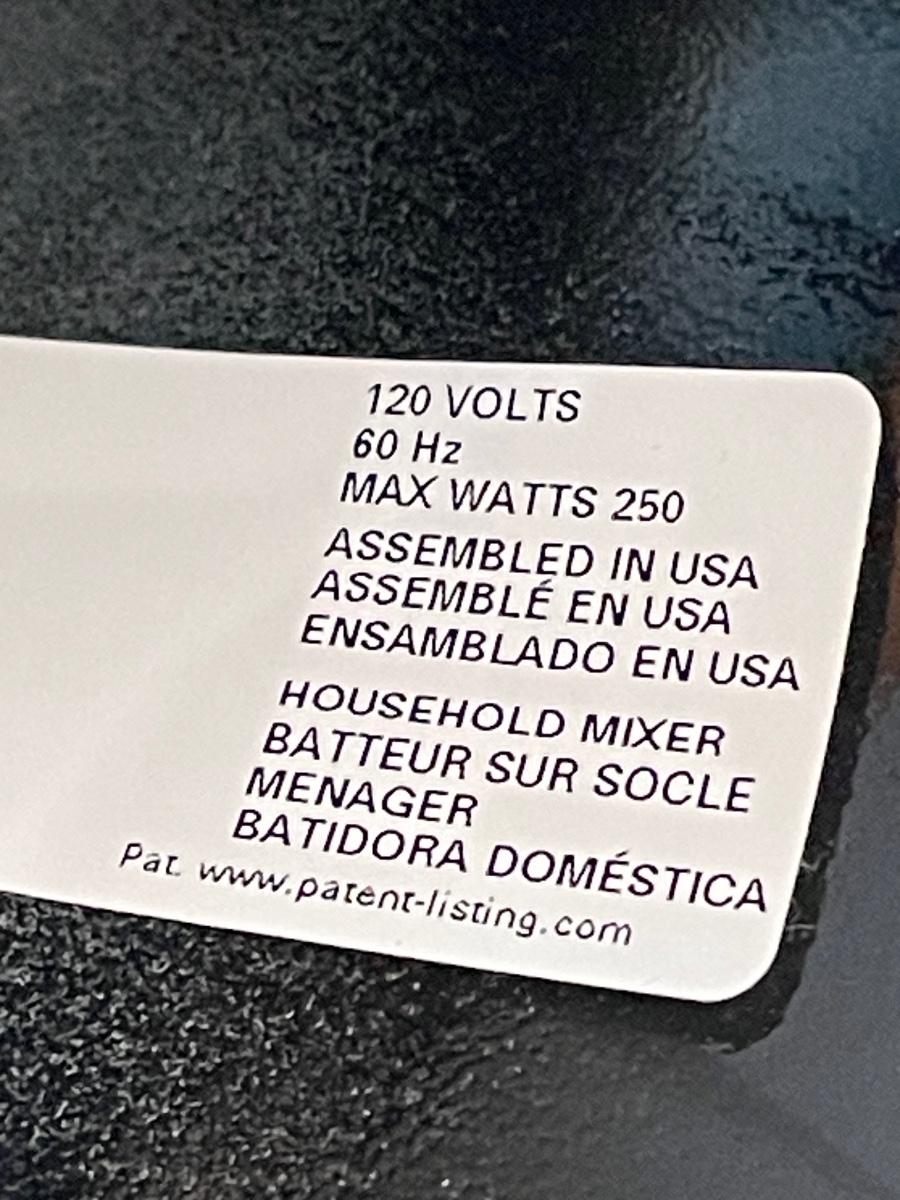 120 VOLTS
60 Hz
MAX WATTS 250
ASSEMBLED IN USA
ASSEMBLÉ EN USA
ENSAMBLADO EN USA
HOUSEHOLD MIXER
BATTEUR SUR SOCLE
MENAGER
BATIDORA DOMÉSTICA
Pat. www.patent-listing.com